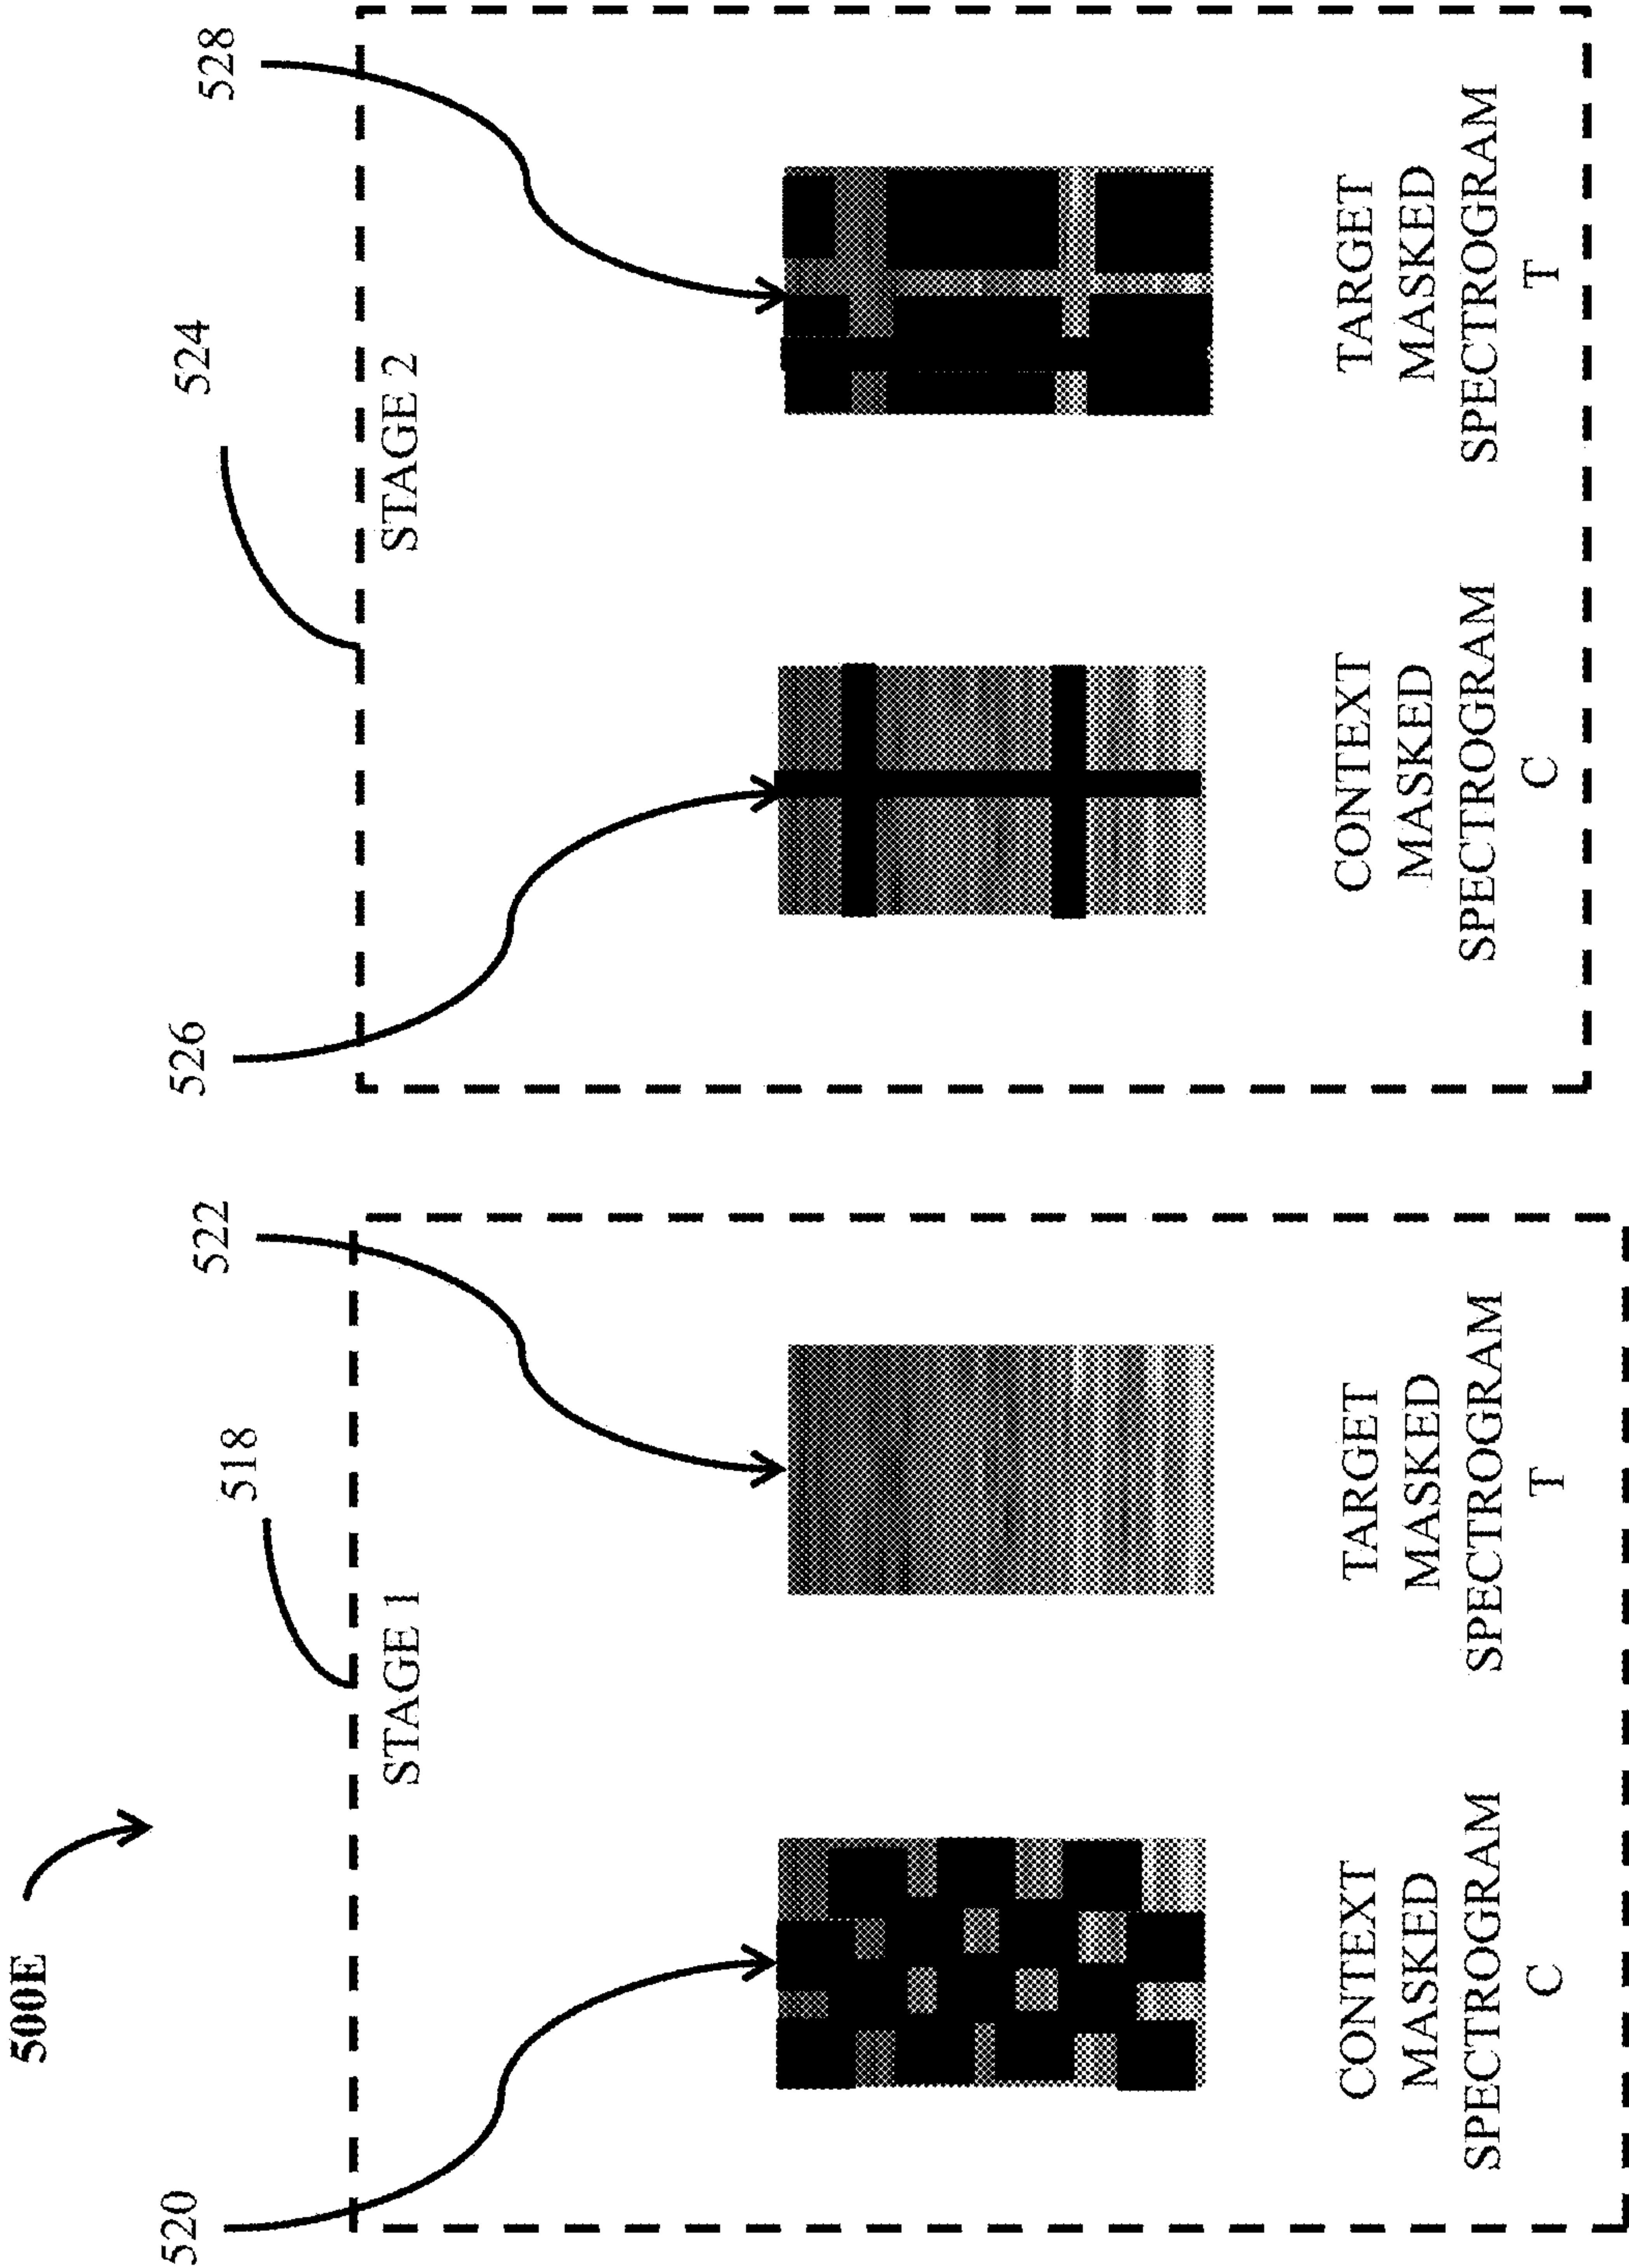 500E
518
STAGE 1
520
522
CONTEXT
MASKED
SPECTROGRAM
C
TARGET
MASKED
SPECTROGRAM
T
524
STAGE 2
526
528
CONTEXT
MASKED
SPECTROGRAM
C
TARGET
MASKED
SPECTROGRAM
T